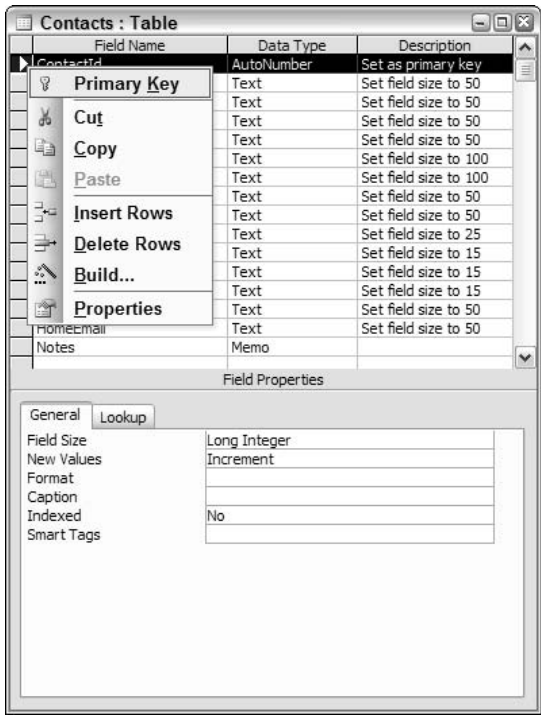 Contacts : Table
Field Name Data Type Description
ContactId AutoNumber Set as primary key
Primary Key Text Set field size to 50
Text Set field size to 50
Cut Text Set field size to 50
Copy Text Set field size to 50
Text Set field size to 100
Paste Text Set field size to 100
Text Set field size to 50
Insert Rows Text Set field size to 50
Text Set field size to 25
Delete Rows Text Set field size to 15
Build... Text Set field size to 15
Text Set field size to 15
Properties Text Set field size to 50
HomeEmail Text Set field size to 50
Notes Memo
Field Properties
General Lookup
Field Size Long Integer
New Values Increment
Format
Caption
Indexed No
Smart Tags